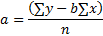 a = (∑y − b∑x) / n